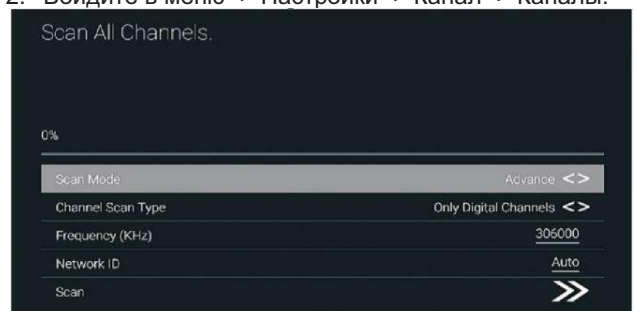 2. Войдите в меню -> Настройки -> Канал -> Каналы.
Scan All Channels.
0%
Scan Mode Advance <>
Channel Scan Type Only Digital Channels <>
Frequency (KHz) 306000
Network ID Auto
Scan >>